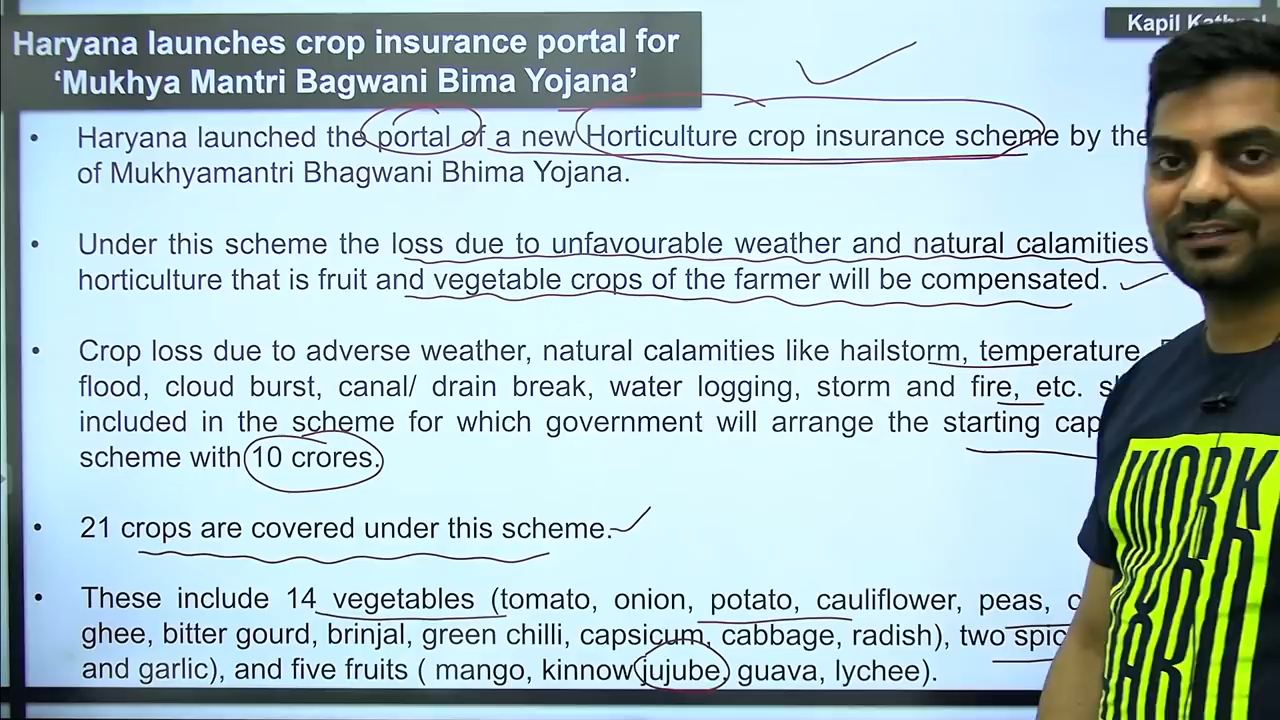 Haryana launches crop insurance portal for
‘Mukhya Mantri Bagwani Bima Yojana’
Kapil
• Haryana launched the portal of a new Horticulture crop insurance scheme by the
of Mukhyamantri Bhagwani Bhima Yojana.
• Under this scheme the loss due to unfavourable weather and natural calamities
horticulture that is fruit and vegetable crops of the farmer will be compensated.
• Crop loss due to adverse weather, natural calamities like hailstorm, temperature,
flood, cloud burst, canal/ drain break, water logging, storm and fire, etc.
included in the scheme for which government will arrange the starting
scheme with 10 crores.
• 21 crops are covered under this scheme.
• These include 14 vegetables (tomato, onion, potato, cauliflower, peas,
ghee, bitter gourd, brinjal, green chilli, capsicum, cabbage, radish), two
and garlic), and five fruits ( mango, kinnow jujube, guava, lychee).
WORK